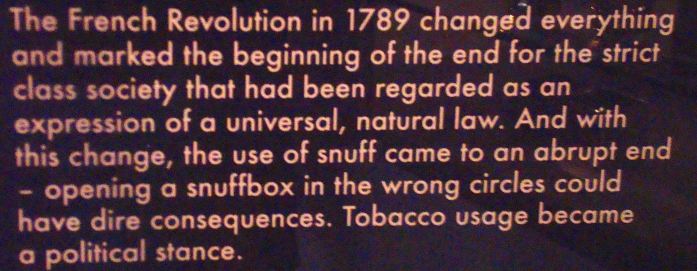 The French Revolution in 1789 changed everything
and marked the beginning of the end for the strict
class society that had been regarded as an
expression of a universal, natural law. And with
this change, the use of snuff came to an abrupt end
– opening a snuffbox in the wrong circles could
have dire consequences. Tobacco usage became
a political stance.